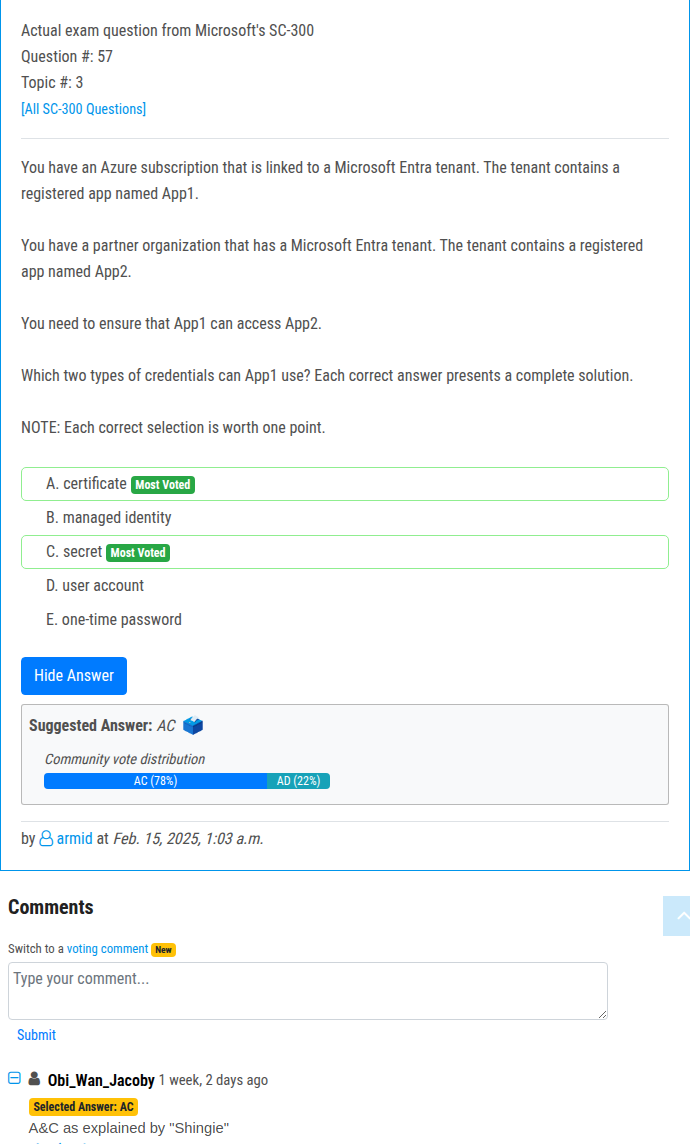 Actual exam question from Microsoft's SC-300
Question #: 57
Topic #: 3
[All SC-300 Questions]
You have an Azure subscription that is linked to a Microsoft Entra tenant. The tenant contains a
registered app named App1.
You have a partner organization that has a Microsoft Entra tenant. The tenant contains a registered
app named App2.
You need to ensure that App1 can access App2.
Which two types of credentials can App1 use? Each correct answer presents a complete solution.
NOTE: Each correct selection is worth one point.
A. certificate Most Voted
B. managed identity
C. secret Most Voted
D. user account
E. one-time password
Hide Answer
Suggested Answer: AC
Community vote distribution
AC (78%) AD (22%)
by armid at Feb. 15, 2025, 1:03 a.m.
Comments
Switch to a voting comment New
Type your comment...
Submit
Obi_Wan_Jacoby 1 week, 2 days ago
Selected Answer: AC
A&C as explained by "Shingie"